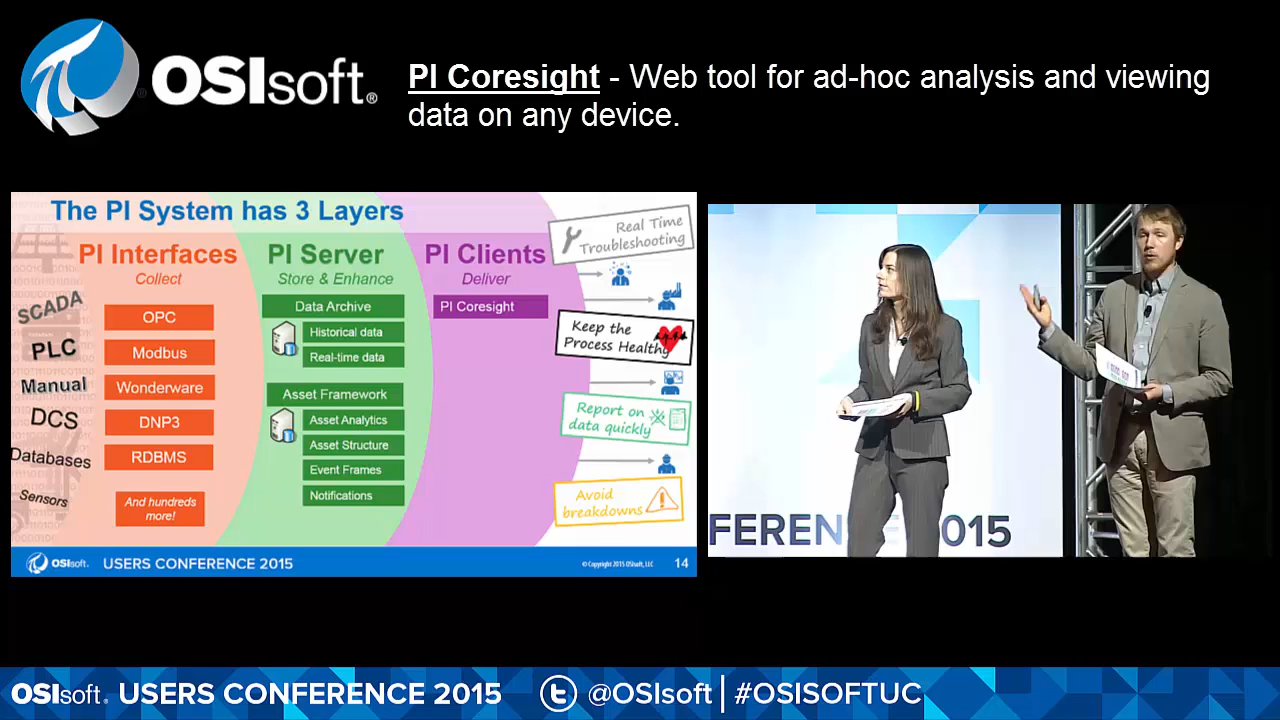 OSIsoft®
PI Coresight - Web tool for ad-hoc analysis and viewing
data on any device.
The PI System has 3 Layers
PI Interfaces
Collect
SCADA
PLC
Manual
DCS
Databases
Sensors
OPC
Modbus
Wonderware
DNP3
RDBMS
And hundreds
more!
PI Server
Store & Enhance
Data Archive
Historical data
Real-time data
Asset Framework
Asset Analytics
Asset Structure
Event Frames
Notifications
PI Clients
Deliver
PI Coresight
Real Time
Troubleshooting
Keep the
Process Healthy
Report on
data quickly
Avoid
breakdowns
OSIsoft. USERS CONFERENCE 2015
© Copyright 2015 OSIsoft, LLC
14
FEREN E 2015
OSIsoft. USERS CONFERENCE 2015 @OSIsoft | #OSISOFTUC